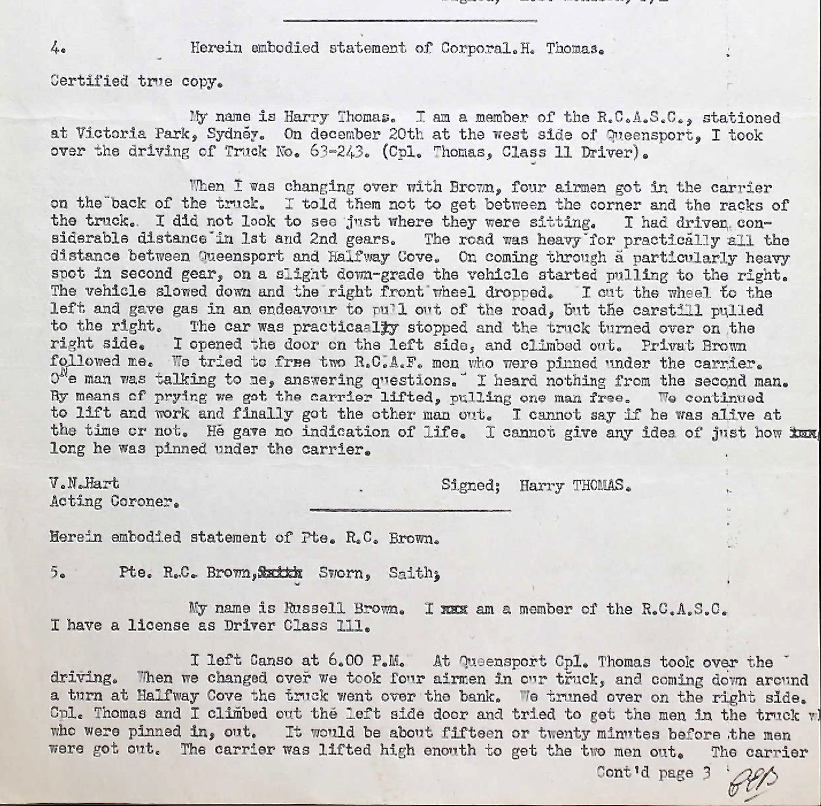 4. Herein embodied statement of Corporal.H. Thomas.
Certified true copy.
My name is Harry Thomas. I am a member of the R.C.A.S.C., stationed
at Victoria Park, Sydney. On december 20th at the west side of Queensport, I took
over the driving of Truck No. 63-243. (Cpl. Thomas, Class 11 Driver).
When I was changing over with Brown, four airmen got in the carrier
on the back of the truck. I told them not to get between the corner and the racks of
the truck. I did not look to see just where they were sitting. I had driven con-
siderable distance in 1st and 2nd gears. The road was heavy for practically all the
distance between Queensport and Halfway Cove. On coming through a particularly heavy
spot in second gear, on a slight down-grade the vehicle started pulling to the right.
The vehicle slowed down and the right front wheel dropped. I cut the wheel to the
left and gave gas in an endeavour to pull out of the road, but the carstill pulled
to the right. The car was practicaally stopped and the truck turned over on the
right side. I opened the door on the left side, and climbed out. Privat Brown
followed me. We tried to free two R.C.A.F. men who were pinned under the carrier.
One man was talking to me, answering questions. I heard nothing from the second man.
By means of prying we got the carrier lifted, pulling one man free. We continued
to lift and work and finally got the other man out. I cannot say if he was alive at
the time or not. He gave no indication of life. I cannot give any idea of just how
long he was pinned under the carrier.
V.N.Hart Signed; Harry THOMAS.
Acting Coroner.
Herein embodied statement of Pte. R.C. Brown.
5. Pte. R.C. Brown, Sworn, Saith;
My name is Russell Brown. I xxx am a member of the R.C.A.S.C.
I have a license as Driver Class 111.
I left Canso at 6.00 P.M. At Queensport Cpl. Thomas took over the
driving. When we changed over we took four airmen in our truck, and coming down around
a turn at Halfway Cove the truck went over the bank. We truned over on the right side.
Cpl. Thomas and I climbed out the left side door and tried to get the men in the truck
who were pinned in, out. It would be about fifteen or twenty minutes before the men
were got out. The carrier was lifted high enouth to get the two men out. The carrier
Cont'd page 3